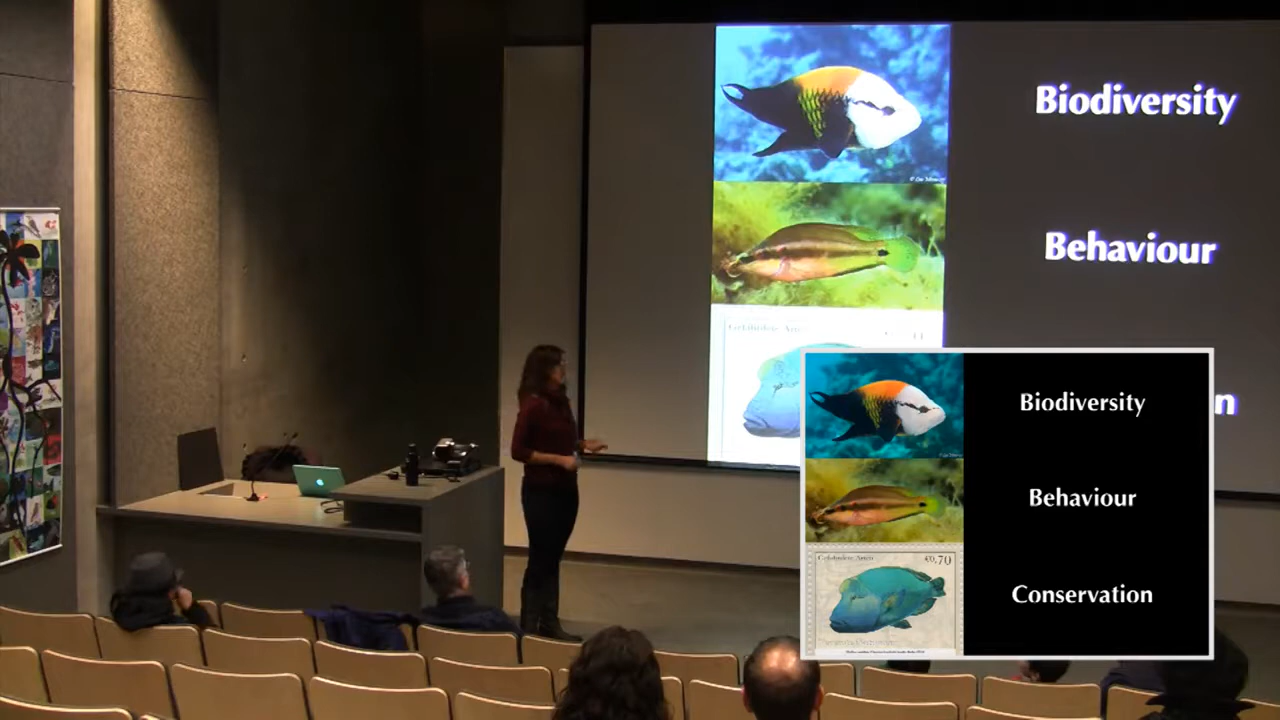 Biodiversity
Behaviour
n
Biodiversity
Behaviour
€0,70
Conservation